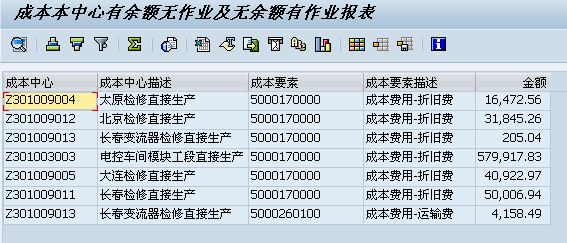 成本本中心有余额无作业及无余额有作业报表
成本中心 成本中心描述 成本要素 成本要素描述 金额
Z301009004 太原检修直接生产 5000170000 成本费用-折旧费 16,472.56
Z301009012 北京检修直接生产 5000170000 成本费用-折旧费 31,845.26
Z301009013 长春变流器检修直接生产 5000170000 成本费用-折旧费 205.04
Z301003003 电控车间模块工段直接生产 5000170000 成本费用-折旧费 579,917.83
Z301009005 大连检修直接生产 5000170000 成本费用-折旧费 40,922.97
Z301009011 长春检修直接生产 5000170000 成本费用-折旧费 50,006.94
Z301009013 长春变流器检修直接生产 5000260100 成本费用-运输费 4,158.49